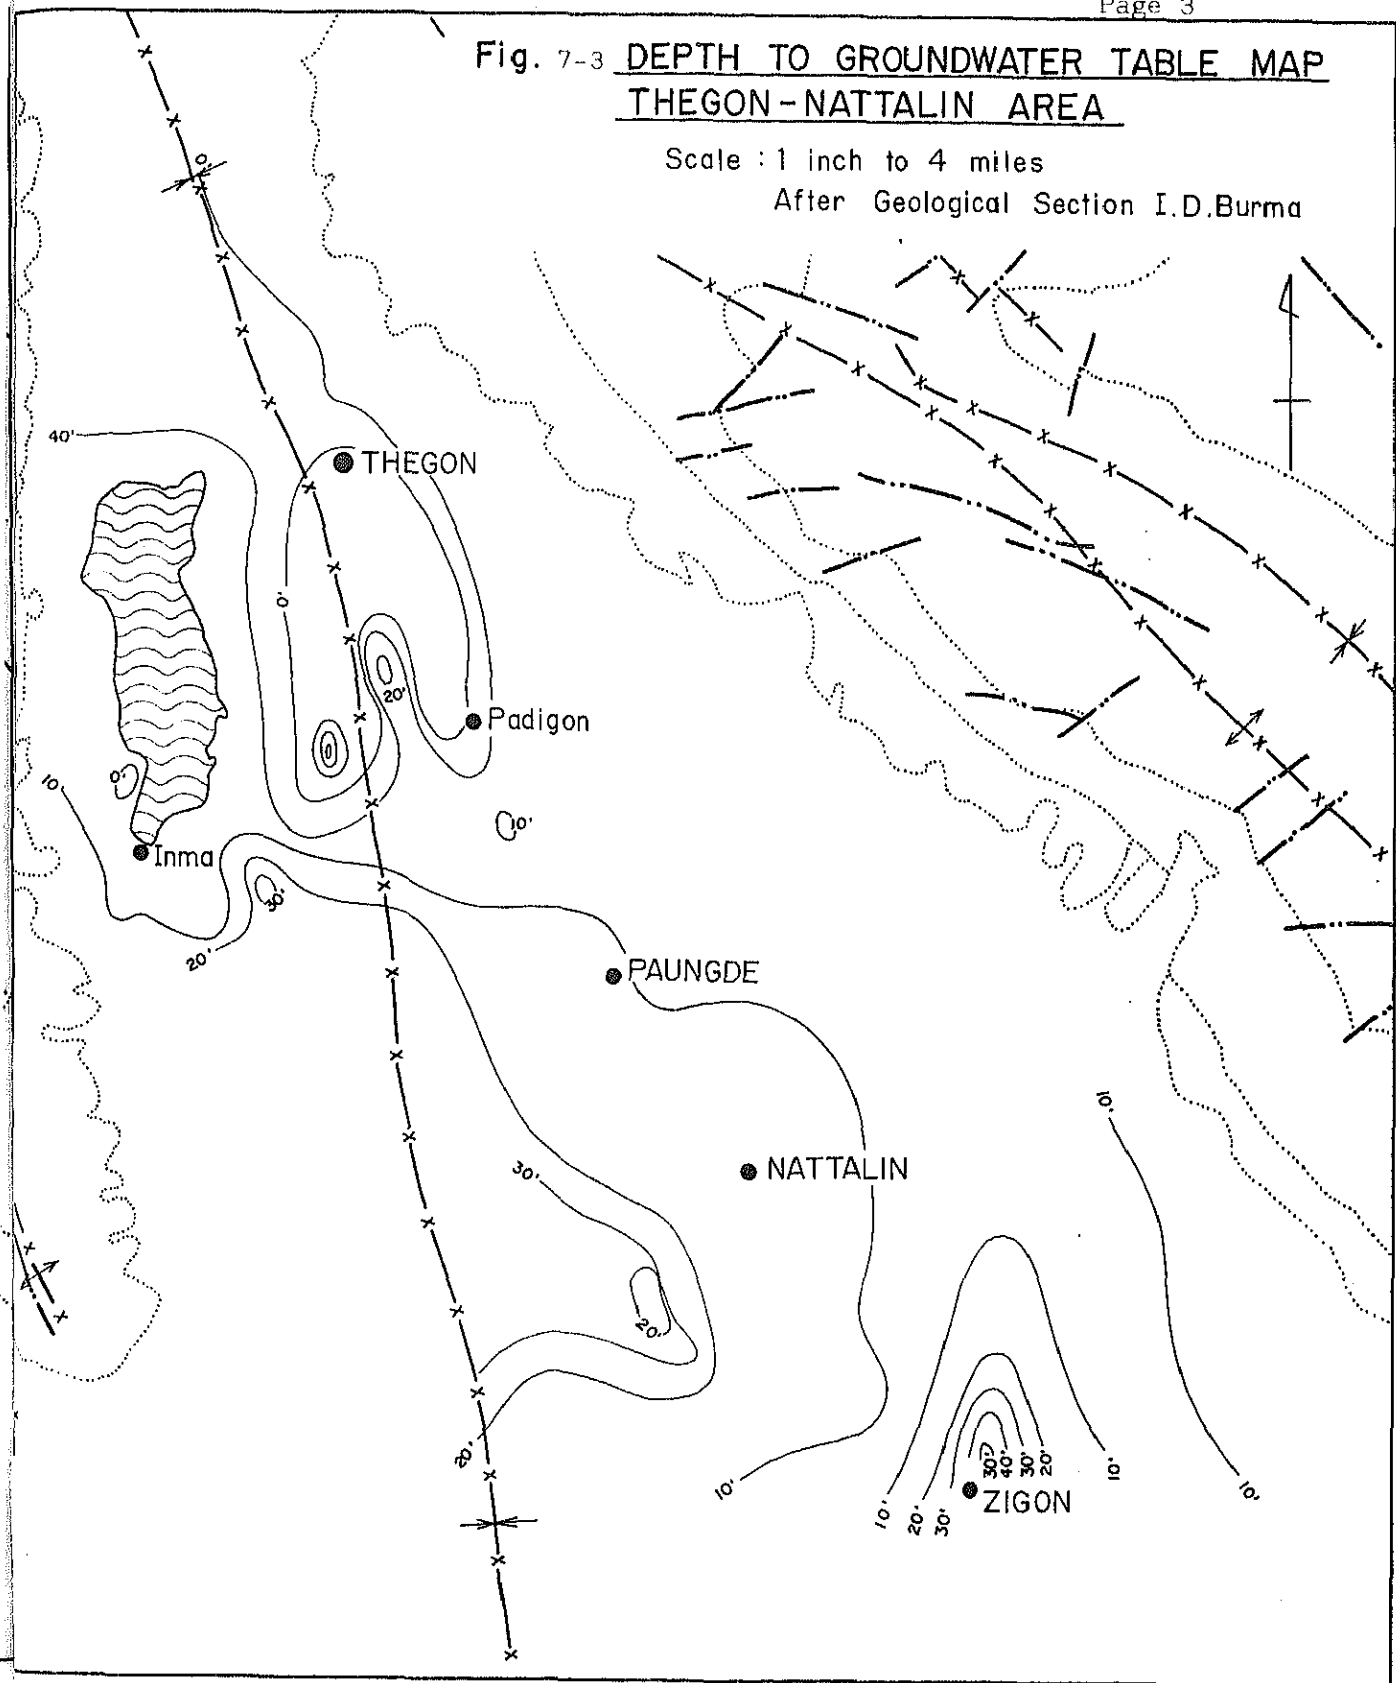 Page 3
Fig. 7-3 DEPTH TO GROUNDWATER TABLE MAP
THEGON-NATTALIN AREA
Scale : 1 inch to 4 miles
After Geological Section I.D.Burma
0'
40'
THEGON
0'
20'
Padigon
0'
10'
10'
Inma
30'
20'
PAUNGDE
10'
30'
NATTALIN
20'
20'
10'
30'
40'
30'
20'
10'
10'
10'
20'
30'
ZIGON